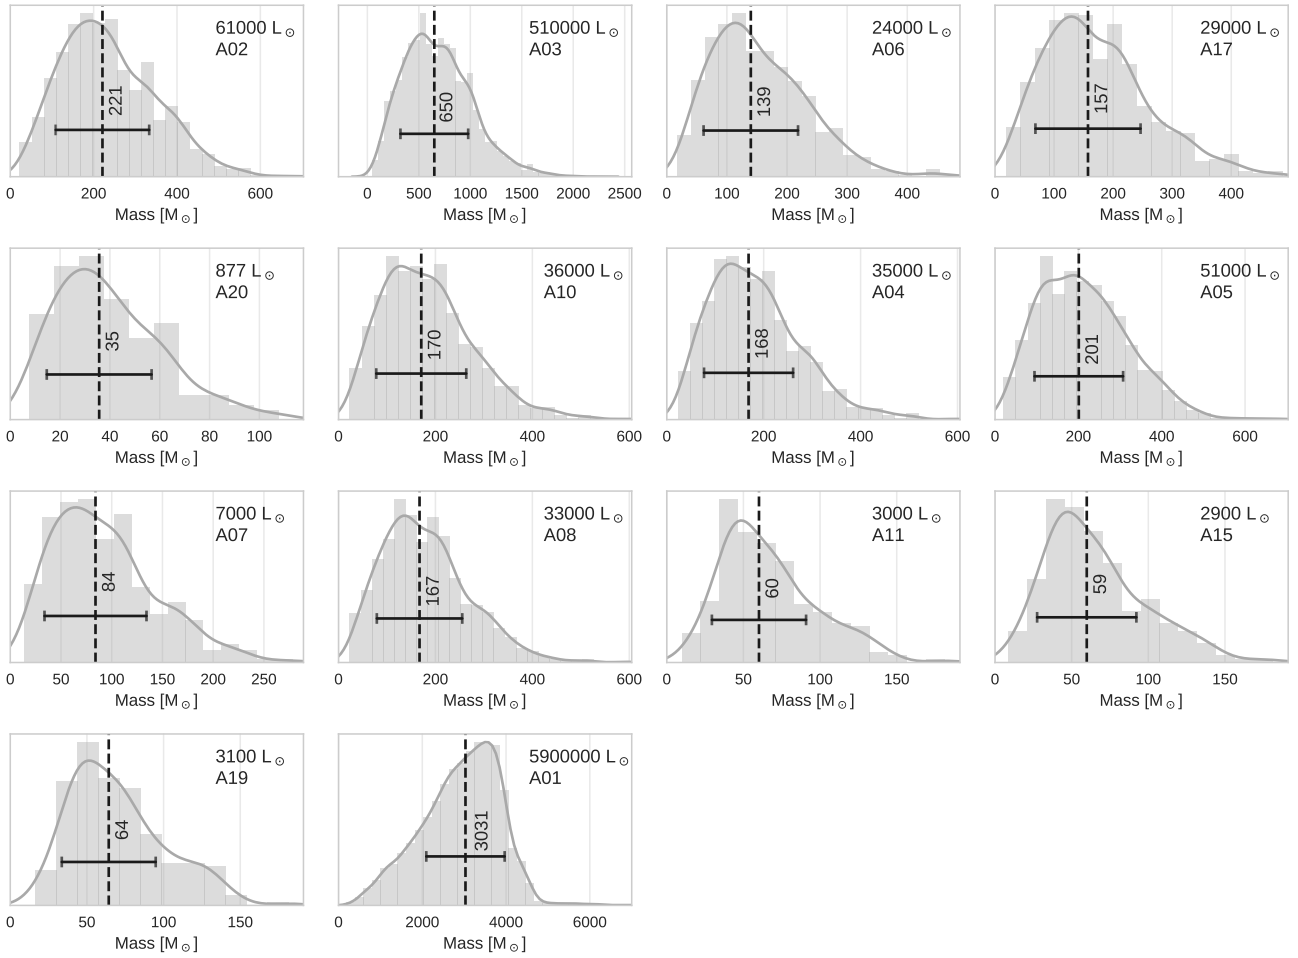 61000 L⊙
A02
221
0 200 400 600
Mass [M⊙]
510000 L⊙
A03
650
0 500 1000 1500 2000 2500
Mass [M⊙]
24000 L⊙
A06
139
0 100 200 300 400
Mass [M⊙]
29000 L⊙
A17
157
0 100 200 300 400
Mass [M⊙]
877 L⊙
A20
35
0 20 40 60 80 100
Mass [M⊙]
36000 L⊙
A10
170
0 200 400 600
Mass [M⊙]
35000 L⊙
A04
168
0 200 400 600
Mass [M⊙]
51000 L⊙
A05
201
0 200 400 600
Mass [M⊙]
7000 L⊙
A07
84
0 50 100 150 200 250
Mass [M⊙]
33000 L⊙
A08
167
0 200 400 600
Mass [M⊙]
3000 L⊙
A11
60
0 50 100 150
Mass [M⊙]
2900 L⊙
A15
59
0 50 100 150
Mass [M⊙]
3100 L⊙
A19
64
0 50 100 150
Mass [M⊙]
5900000 L⊙
A01
3031
0 2000 4000 6000
Mass [M⊙]